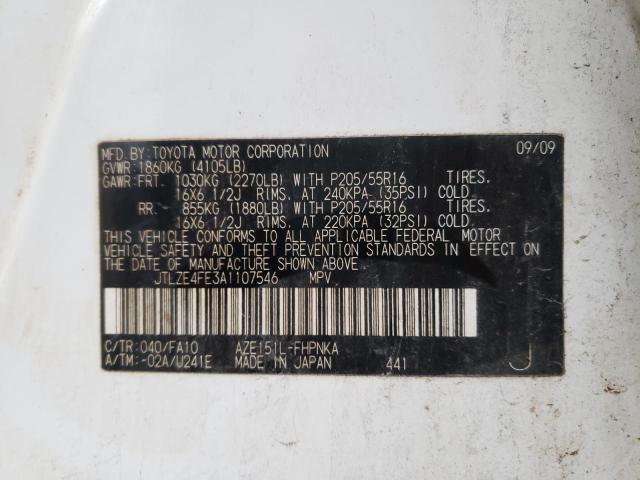 MFD.BY:TOYOTA MOTOR CORPORATION 09/09
GVWR:1860KG (4105LB)
GAWR:FRT. 1030KG (2270LB) WITH P205/55R16 TIRES.
16X6 1/2J RIMS. AT 240KPA (35PSI) COLD.
RR. 855KG (1880LB) WITH P205/55R16 TIRES.
16X6 1/2J RIMS. AT 220KPA (32PSI) COLD.
THIS VEHICLE CONFORMS TO ALL APPLICABLE FEDERAL MOTOR
VEHICLE SAFETY AND THEFT PREVENTION STANDARDS IN EFFECT ON
THE DATE OF MANUFACTURE SHOWN ABOVE.
JTLZE4FE3A1107546 MPV
C/TR:040/FA10 AZE151L-FHPNKA
A/TM:-02A/U241E MADE IN JAPAN 441 J